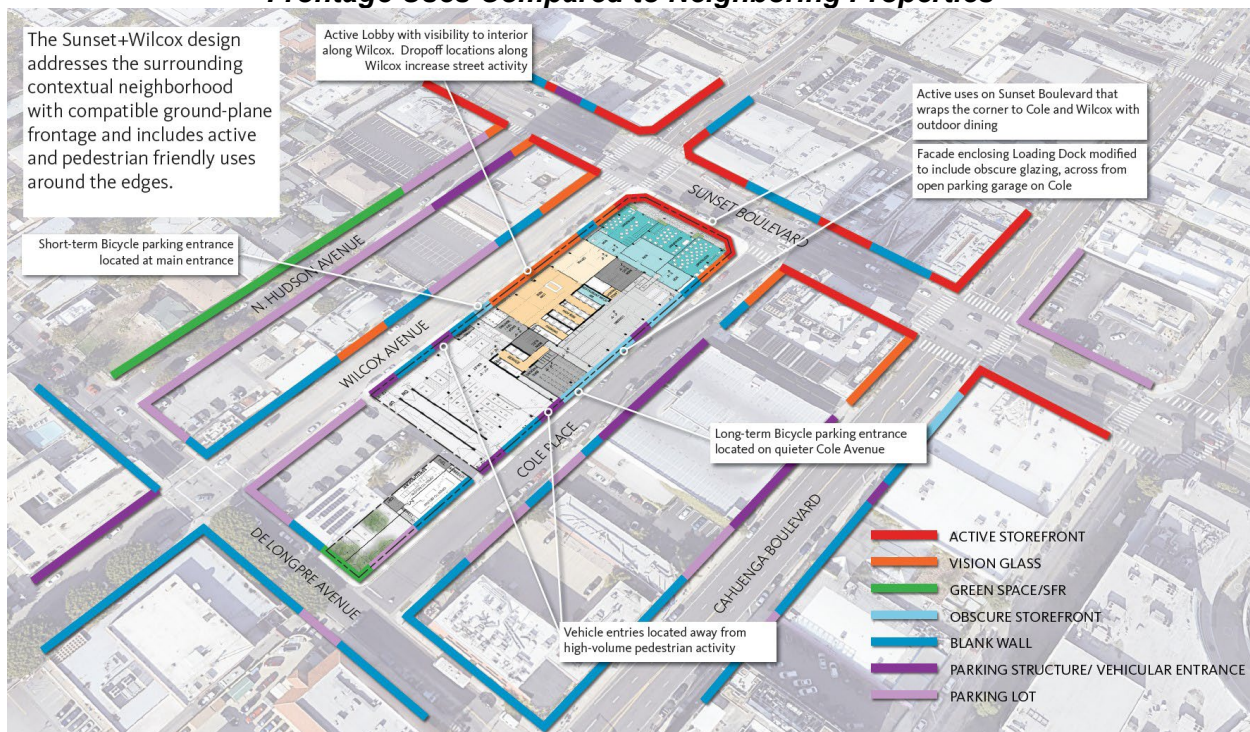 Frontage Uses Compared to Neighboring Properties
The Sunset+Wilcox design
addresses the surrounding
contextual neighborhood
with compatible ground-plane
frontage and includes active
and pedestrian friendly uses
around the edges.
Active Lobby with visibility to interior
along Wilcox. Dropoff locations along
Wilcox increase street activity
Active uses on Sunset Boulevard that
wraps the corner to Cole and Wilcox with
outdoor dining
Facade enclosing Loading Dock modified
to include obscure glazing, across from
open parking garage on Cole
Short-term Bicycle parking entrance
located at main entrance
SUNSET BOULEVARD
N. HUDSON AVENUE
WILCOX AVENUE
COLE PLACE
Long-term Bicycle parking entrance
located on quieter Cole Avenue
DE LONGPRE AVENUE
CAHUENGA BOULEVARD
Vehicle entries located away from
high-volume pedestrian activity
ACTIVE STOREFRONT
VISION GLASS
GREEN SPACE/SFR
OBSCURE STOREFRONT
BLANK WALL
PARKING STRUCTURE/ VEHICULAR ENTRANCE
PARKING LOT